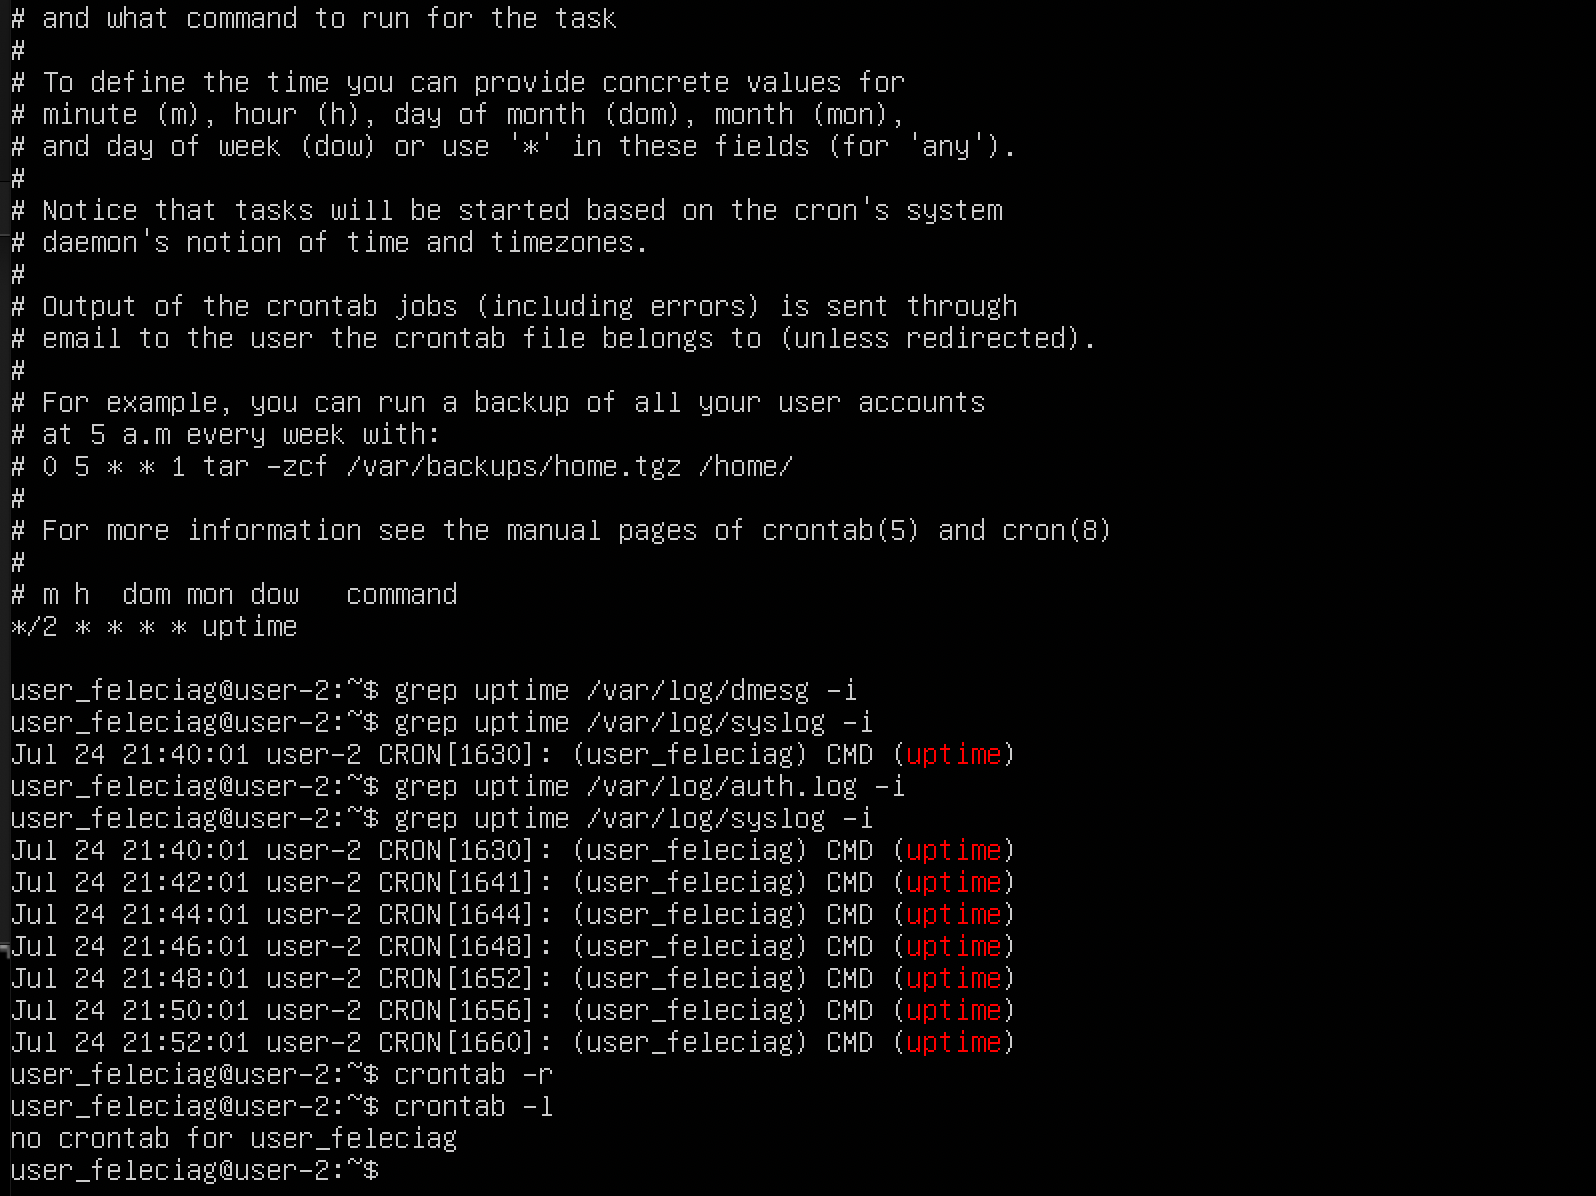 # and what command to run for the task
#
# To define the time you can provide concrete values for
# minute (m), hour (h), day of month (dom), month (mon),
# and day of week (dow) or use '*' in these fields (for 'any').
#
# Notice that tasks will be started based on the cron's system
# daemon's notion of time and timezones.
#
# Output of the crontab jobs (including errors) is sent through
# email to the user the crontab file belongs to (unless redirected).
#
# For example, you can run a backup of all your user accounts
# at 5 a.m every week with:
# 0 5 * * 1 tar -zcf /var/backups/home.tgz /home/
#
# For more information see the manual pages of crontab(5) and cron(8)
#
# m h  dom mon dow   command
*/2 * * * * uptime

user_feleciag@user-2:~$ grep uptime /var/log/dmesg -i
user_feleciag@user-2:~$ grep uptime /var/log/syslog -i
Jul 24 21:40:01 user-2 CRON[1630]: (user_feleciag) CMD (uptime)
user_feleciag@user-2:~$ grep uptime /var/log/auth.log -i
user_feleciag@user-2:~$ grep uptime /var/log/syslog -i
Jul 24 21:40:01 user-2 CRON[1630]: (user_feleciag) CMD (uptime)
Jul 24 21:42:01 user-2 CRON[1641]: (user_feleciag) CMD (uptime)
Jul 24 21:44:01 user-2 CRON[1644]: (user_feleciag) CMD (uptime)
Jul 24 21:46:01 user-2 CRON[1648]: (user_feleciag) CMD (uptime)
Jul 24 21:48:01 user-2 CRON[1652]: (user_feleciag) CMD (uptime)
Jul 24 21:50:01 user-2 CRON[1656]: (user_feleciag) CMD (uptime)
Jul 24 21:52:01 user-2 CRON[1660]: (user_feleciag) CMD (uptime)
user_feleciag@user-2:~$ crontab -r
user_feleciag@user-2:~$ crontab -l
no crontab for user_feleciag
user_feleciag@user-2:~$